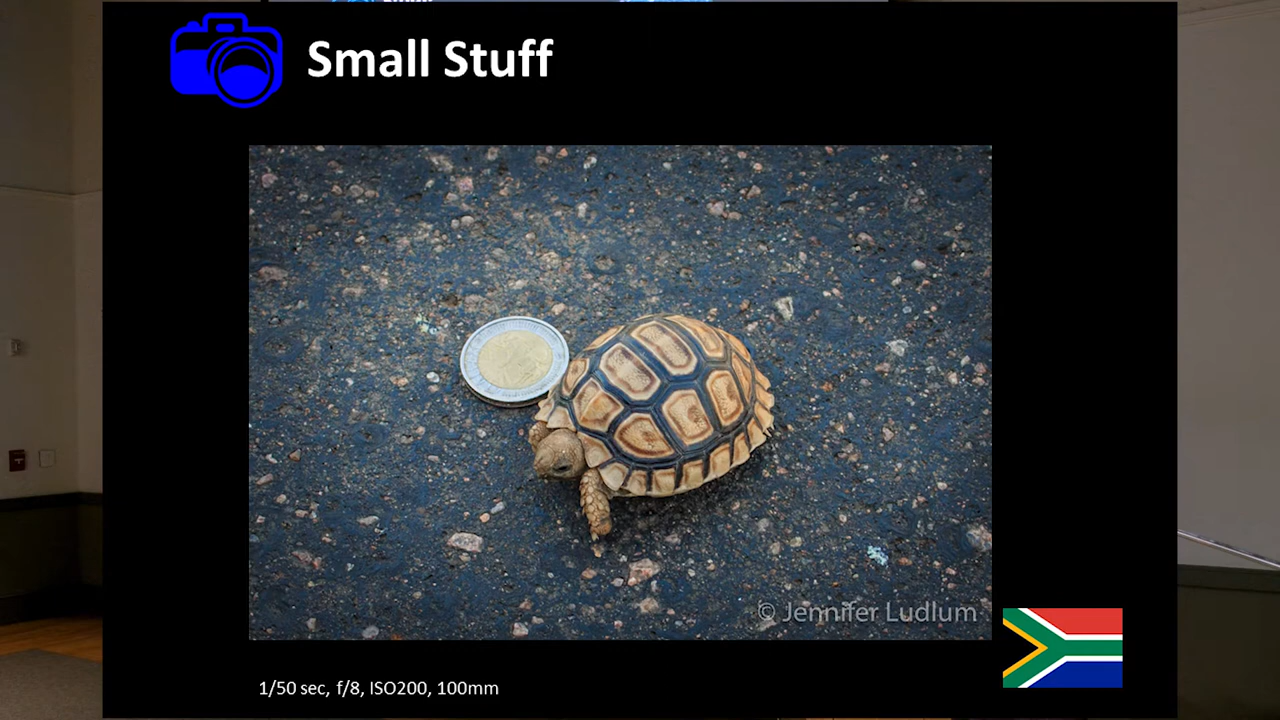 Small Stuff
© Jennifer Ludlum
1/50 sec, f/8, ISO200, 100mm